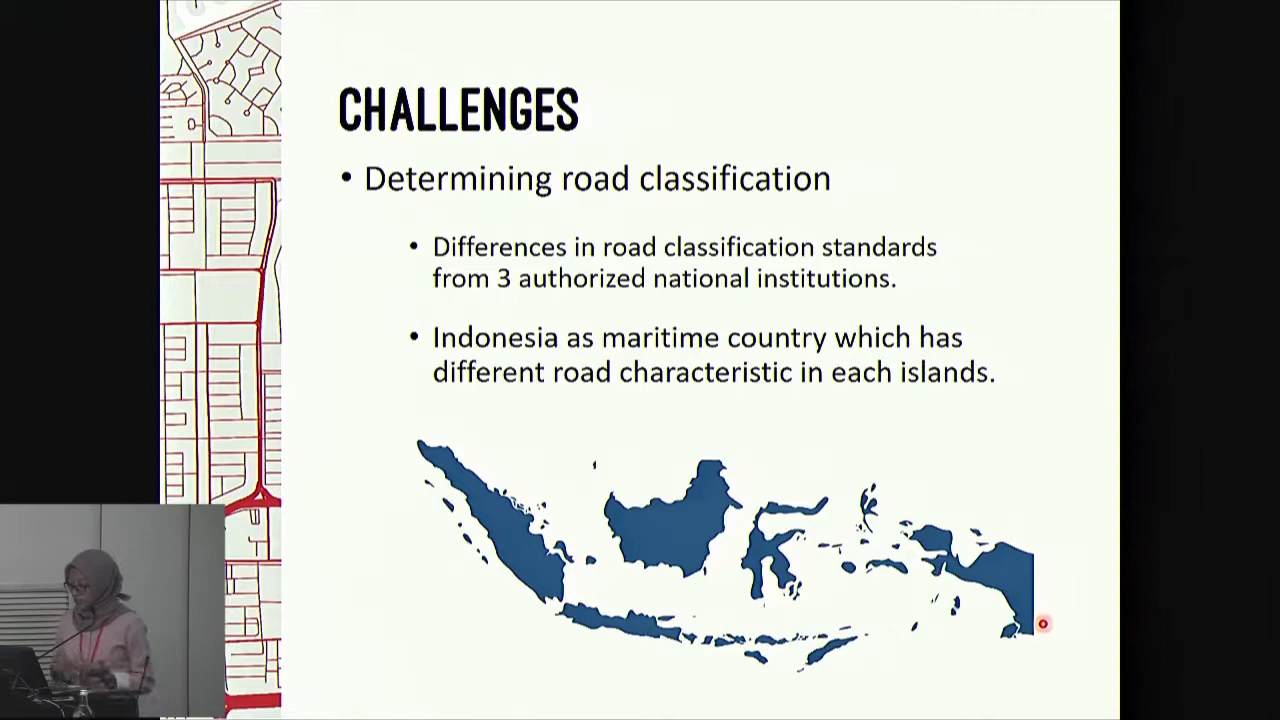 CHALLENGES
• Determining road classification
• Differences in road classification standards
from 3 authorized national institutions.
• Indonesia as maritime country which has
different road characteristic in each islands.